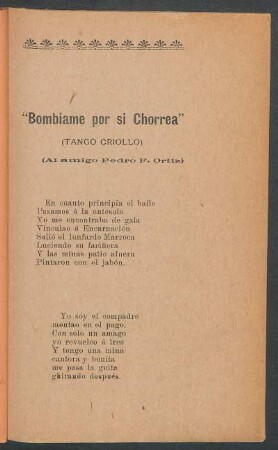 "Bombiame por si Chorrea"
(TANGO CRIOLLO)
(Al amigo Pedro F. Ortiz)
En cuanto principia el baile
Pasamos á la antesala
Yo me encontraba de gala
Vinculao á Encarnación
Salió el lunfardo Marroca
Luciendo su fariñera
Y las minas patio afuera
Pintaron con el jabón.
Yo soy el compadre
mentao en el pago.
Con solo un amago
yo revuelco á tres
Y tengo una mina
cantora y bonita
me pasa la guita
ghirando después.